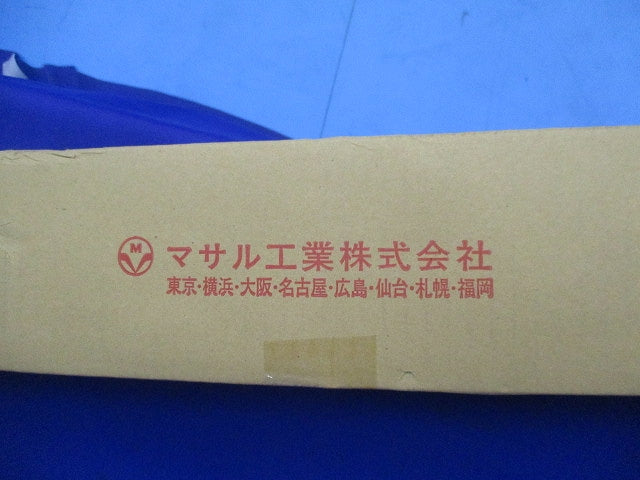 M マサル工業株式会社
東京・横浜・大阪・名古屋・広島・仙台・札幌・福岡